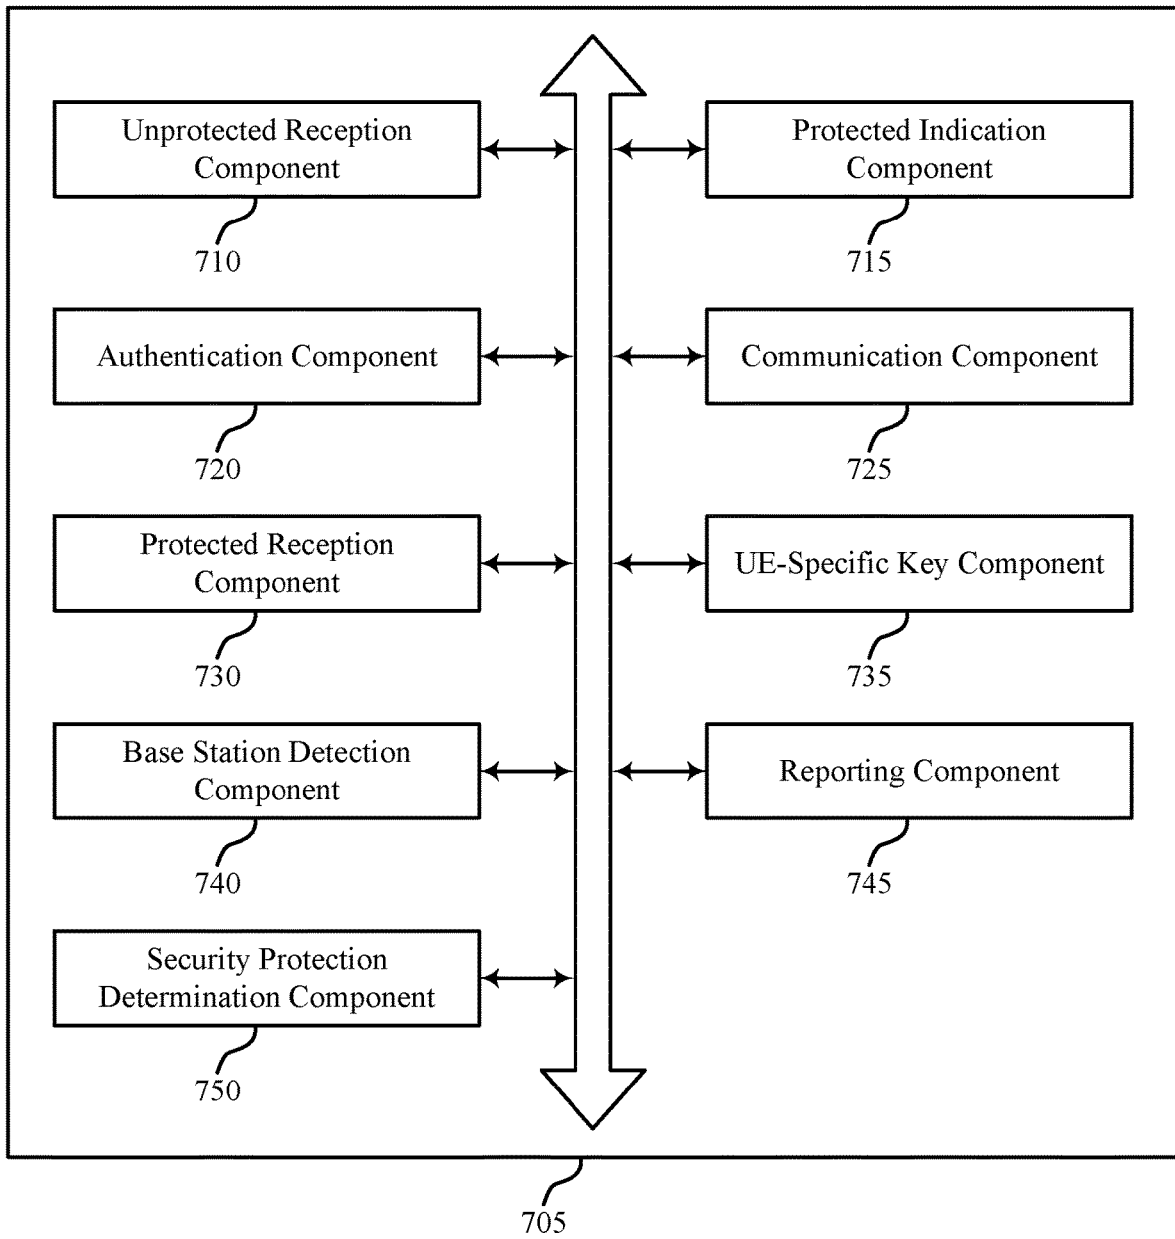 Unprotected Reception
Component
710
Protected Indication
Component
715
Authentication Component
720
Communication Component
725
Protected Reception
Component
730
UE-Specific Key Component
735
Base Station Detection
Component
740
Reporting Component
745
Security Protection
Determination Component
750
705